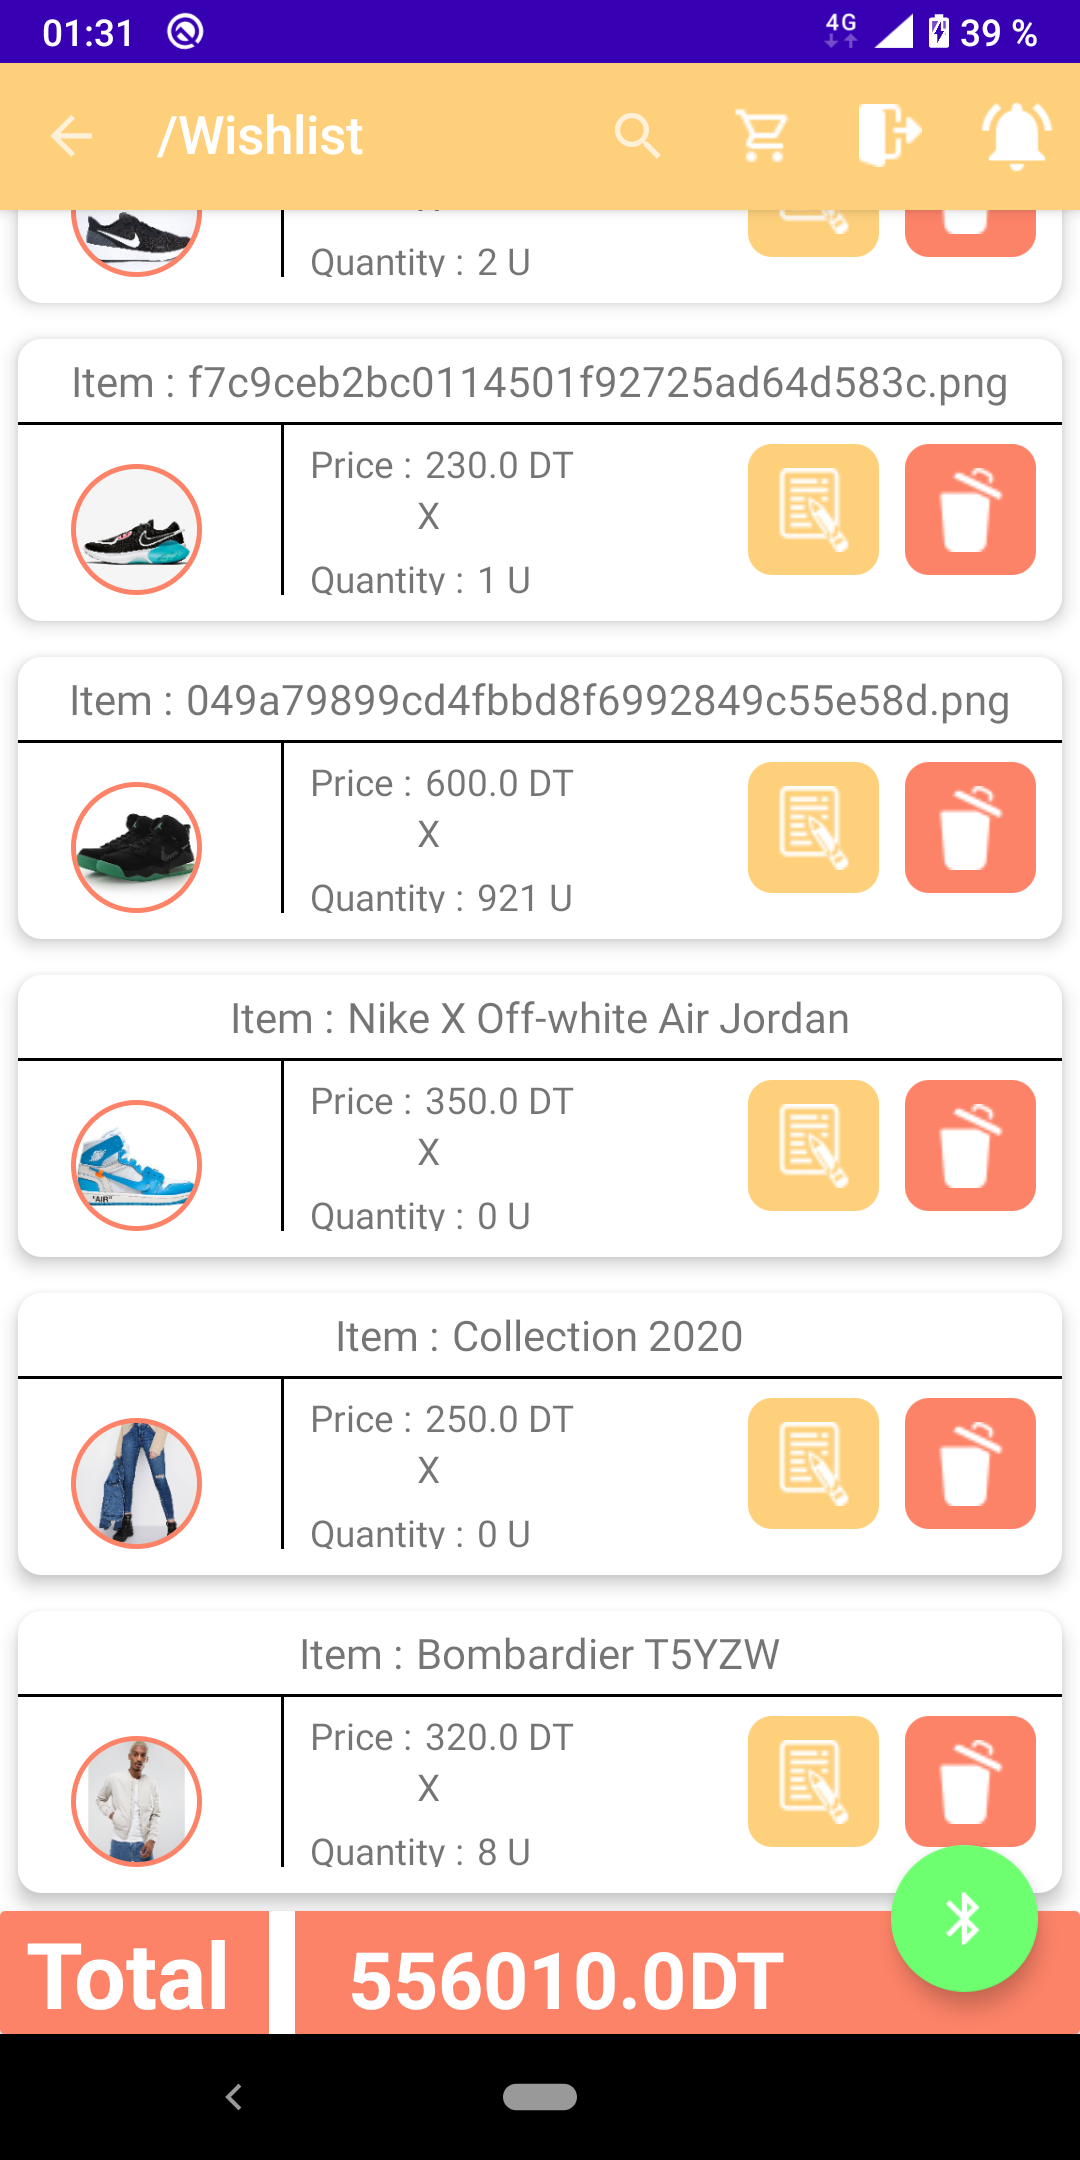 01:31
4G
39 %
/Wishlist
Quantity : 2 U
Item : f7c9ceb2bc0114501f92725ad64d583c.png
Price : 230.0 DT
X
Quantity : 1 U
Item : 049a79899cd4fbbd8f6992849c55e58d.png
Price : 600.0 DT
X
Quantity : 921 U
Item : Nike X Off-white Air Jordan
Price : 350.0 DT
X
"AIR"
Quantity : 0 U
Item : Collection 2020
Price : 250.0 DT
X
Quantity : 0 U
Item : Bombardier T5YZW
Price : 320.0 DT
X
Quantity : 8 U
Total
556010.0DT